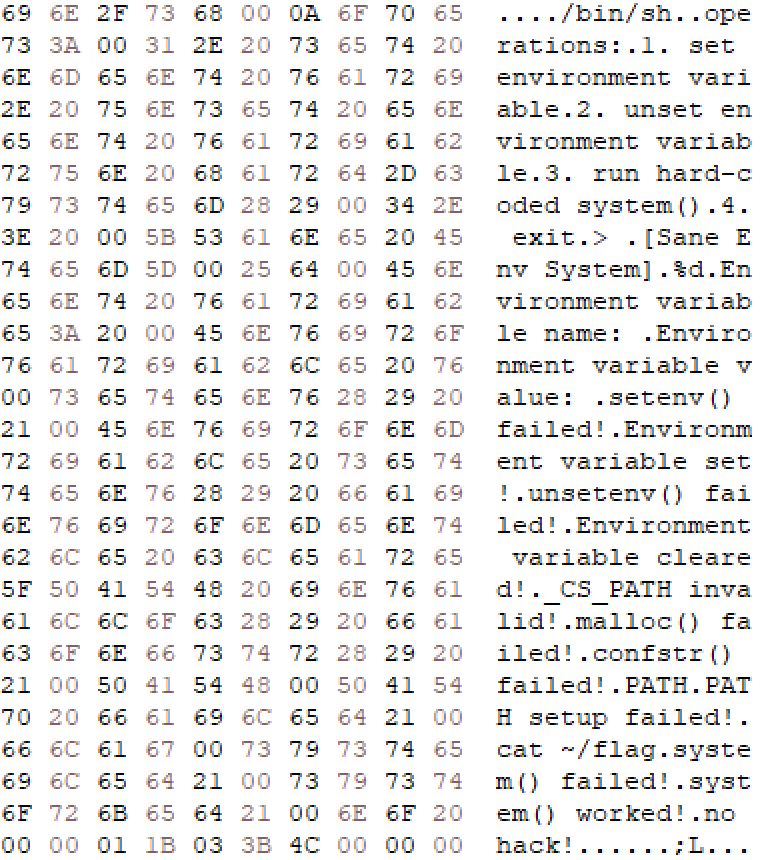 69 6E 2F 73 68 00 0A 6F 70 65 ..../bin/sh..ope
73 3A 00 31 2E 20 73 65 74 20 rations:.1. set
6E 6D 65 6E 74 20 76 61 72 69 environment vari
2E 20 75 6E 73 65 74 20 65 6E able.2. unset en
65 6E 74 20 76 61 72 69 61 62 vironment variab
72 75 6E 20 68 61 72 64 2D 63 le.3. run hard-c
79 73 74 65 6D 28 29 00 34 2E oded system().4.
3E 20 00 5B 53 61 6E 65 20 45 exit.> .[Sane E
74 65 6D 5D 00 25 64 00 45 6E nv System].%d.En
65 6E 74 20 76 61 72 69 61 62 vironment variab
65 3A 20 00 45 6E 76 69 72 6F le name: .Enviro
76 61 72 69 61 62 6C 65 20 76 nment variable v
00 73 65 74 65 6E 76 28 29 20 alue: .setenv()
21 00 45 6E 76 69 72 6F 6E 6D failed!.Environm
72 69 61 62 6C 65 20 73 65 74 ent variable set
74 65 6E 76 28 29 20 66 61 69 !.unsetenv() fai
6E 76 69 72 6F 6E 6D 65 6E 74 led!.Environment
62 6C 65 20 63 6C 65 61 72 65 variable cleare
5F 50 41 54 48 20 69 6E 76 61 d!._CS_PATH inva
61 6C 6C 6F 63 28 29 20 66 61 lid!.malloc() fa
63 6F 6E 66 73 74 72 28 29 20 iled!.confstr()
21 00 50 41 54 48 00 50 41 54 failed!.PATH.PAT
70 20 66 61 69 6C 65 64 21 00 H setup failed!.
66 6C 61 67 00 73 79 73 74 65 cat ~/flag.syste
69 6C 65 64 21 00 73 79 73 74 m() failed!.syst
6F 72 6B 65 64 21 00 6E 6F 20 em() worked!.no
00 00 01 1B 03 3B 4C 00 00 00 hack!......;L...